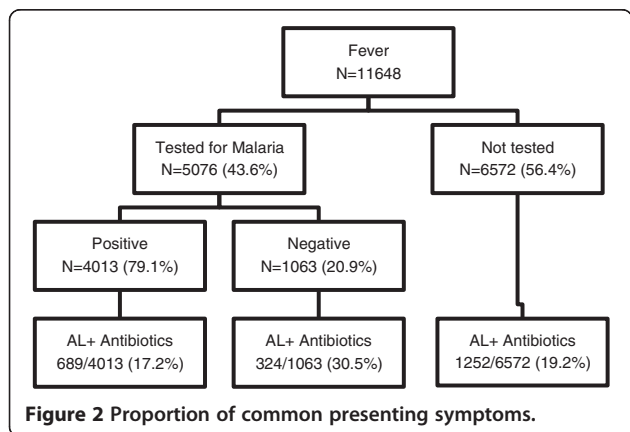 Fever
N=11648
Tested for Malaria
N=5076 (43.6%)
Not tested
N=6572 (56.4%)
Positive
N=4013 (79.1%)
Negative
N=1063 (20.9%)
AL+ Antibiotics
689/4013 (17.2%)
AL+ Antibiotics
324/1063 (30.5%)
AL+ Antibiotics
1252/6572 (19.2%)
Figure 2 Proportion of common presenting symptoms.